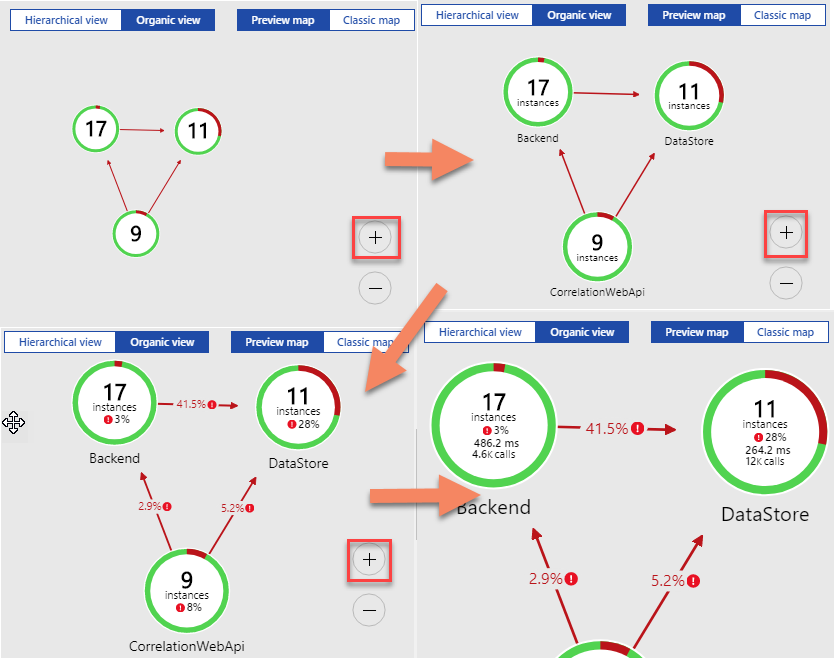 Hierarchical view Organic view Preview map Classic map
17
11
9
+
−
Hierarchical view Organic view Preview map Classic map
17
instances
Backend
11
instances
DataStore
9
instances
CorrelationWebApi
+
−
Hierarchical view Organic view Preview map Classic map
17
instances
! 3%
Backend
41.5% !
11
instances
! 28%
DataStore
2.9% !
5.2% !
9
instances
! 8%
CorrelationWebApi
+
−
Hierarchical view Organic view Preview map Classic map
17
instances
! 3%
486.2 ms
4.6K calls
Backend
41.5% !
11
instances
! 28%
264.2 ms
12K calls
DataStore
2.9% !
5.2% !